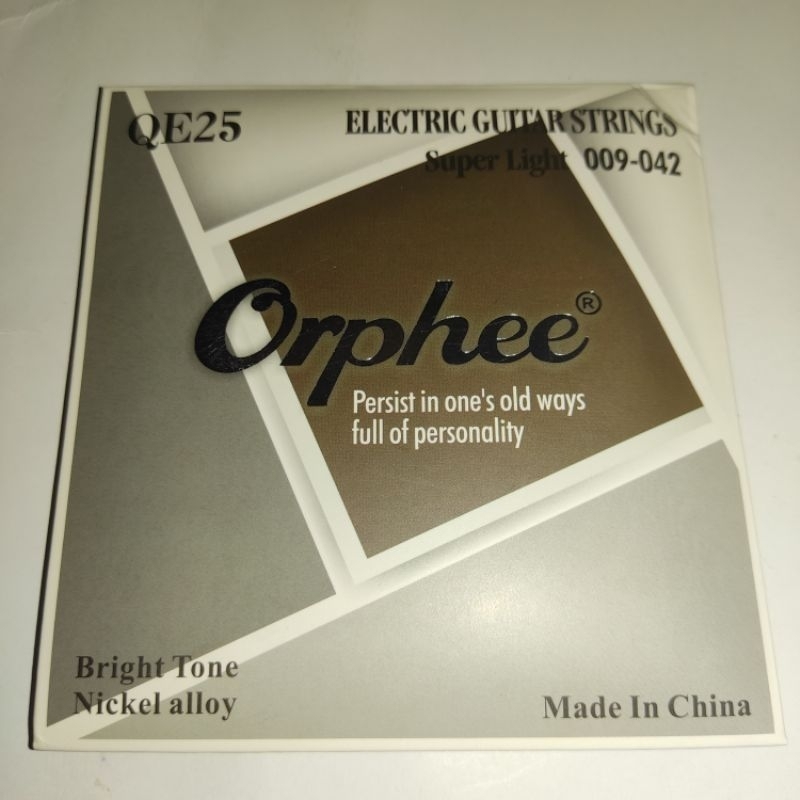 QE25
ELECTRIC GUITAR STRINGS
Super Light 009-042
Orphee®
Persist in one's old ways
full of personality
Bright Tone
Nickel alloy
Made In China